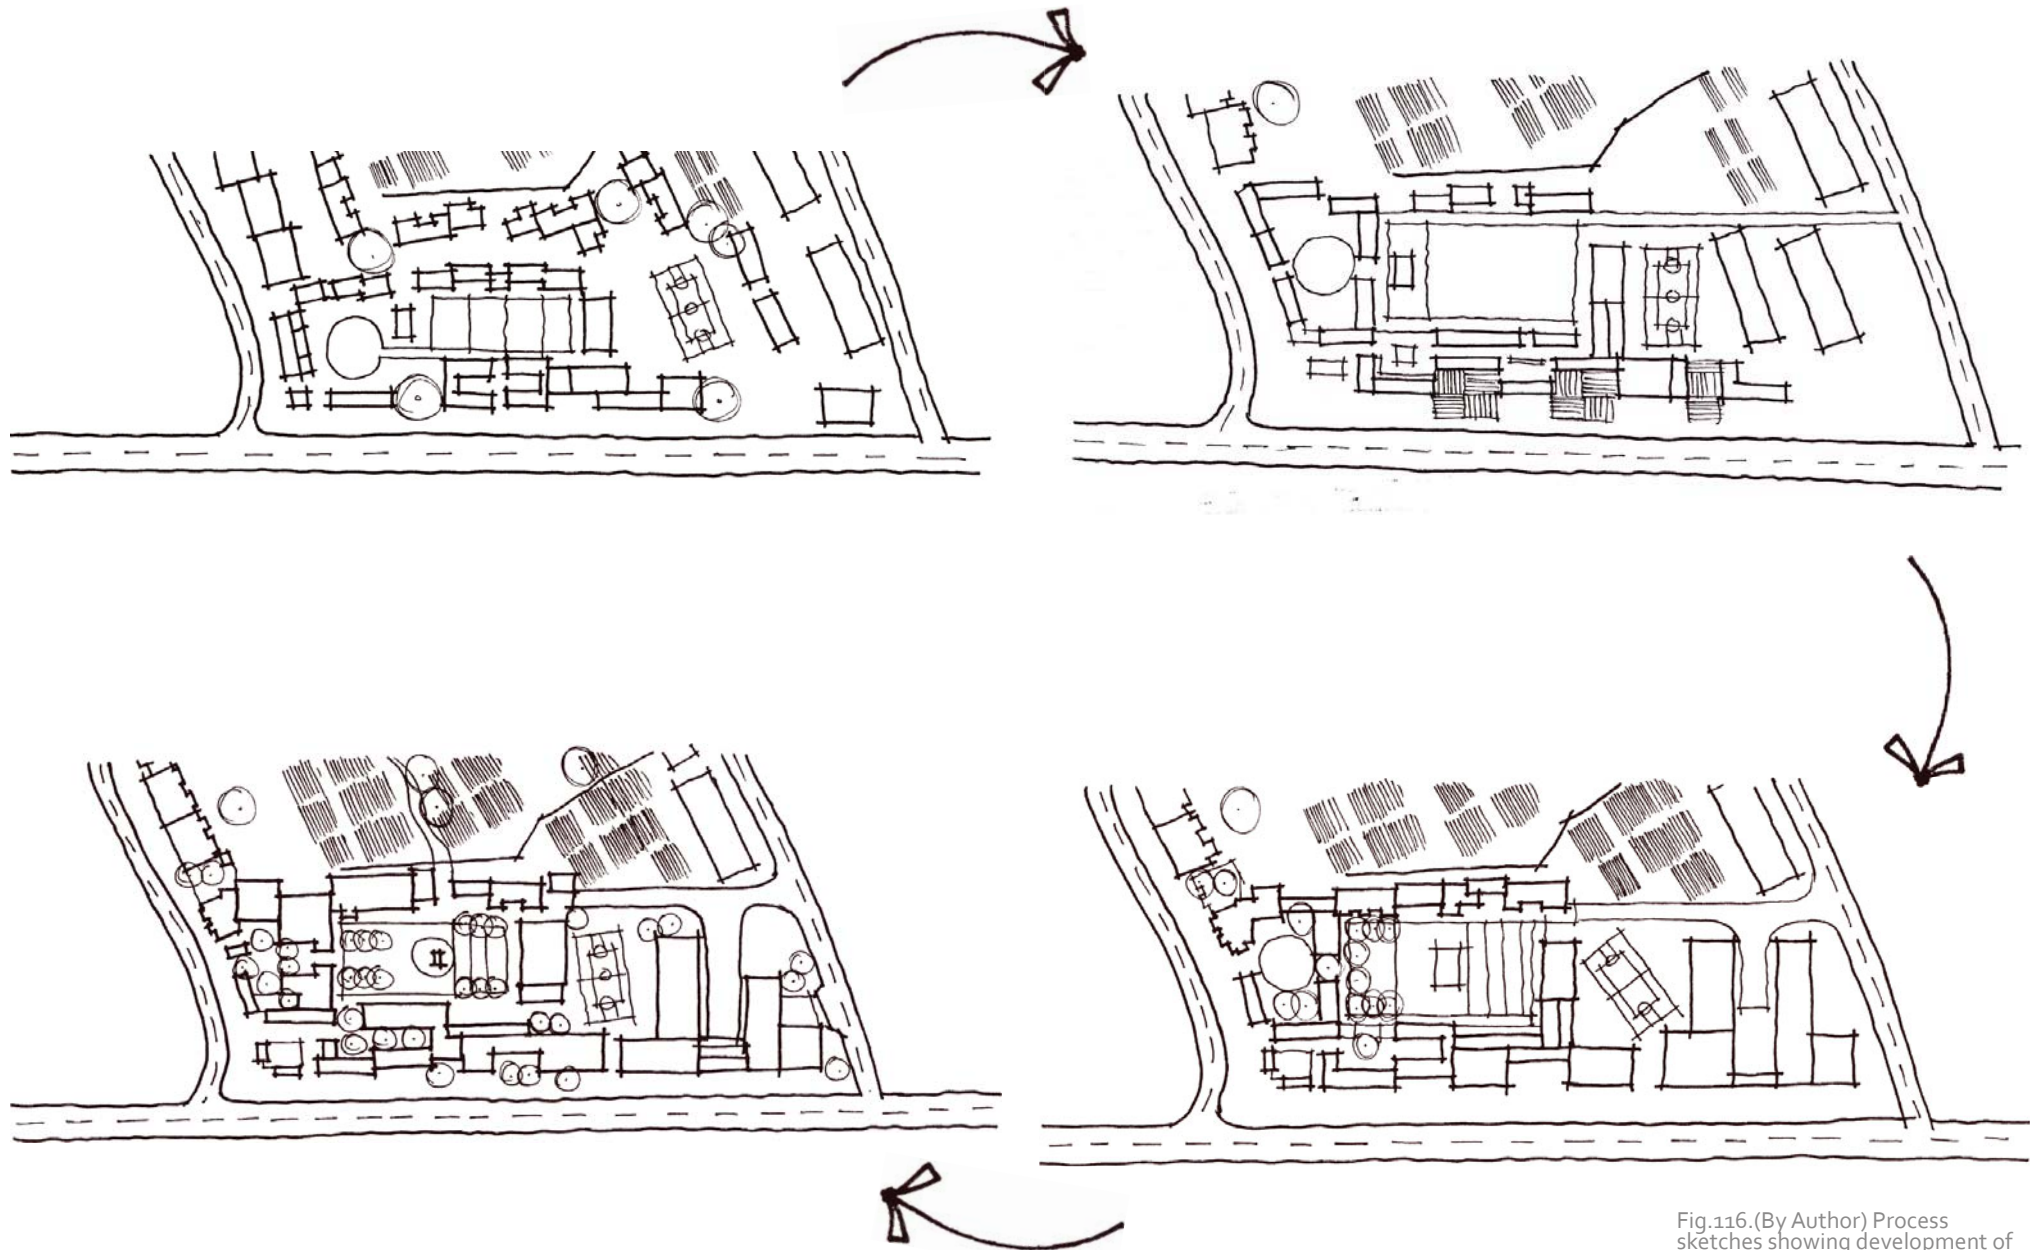 Fig.116.(By Author) Process
sketches showing development of